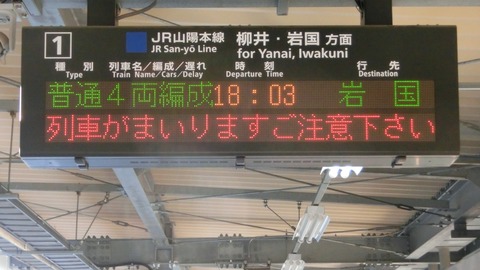 1 JR山陽本線 柳井・岩国 方面
JR San-yō Line for Yanai, Iwakuni
種 別 列車名／編成／遅れ 時 刻 行 先
Type Train Name/Cars/Delay Departure Time Destination
普通４両編成18：03 岩 国
列車がまいりますご注意下さい